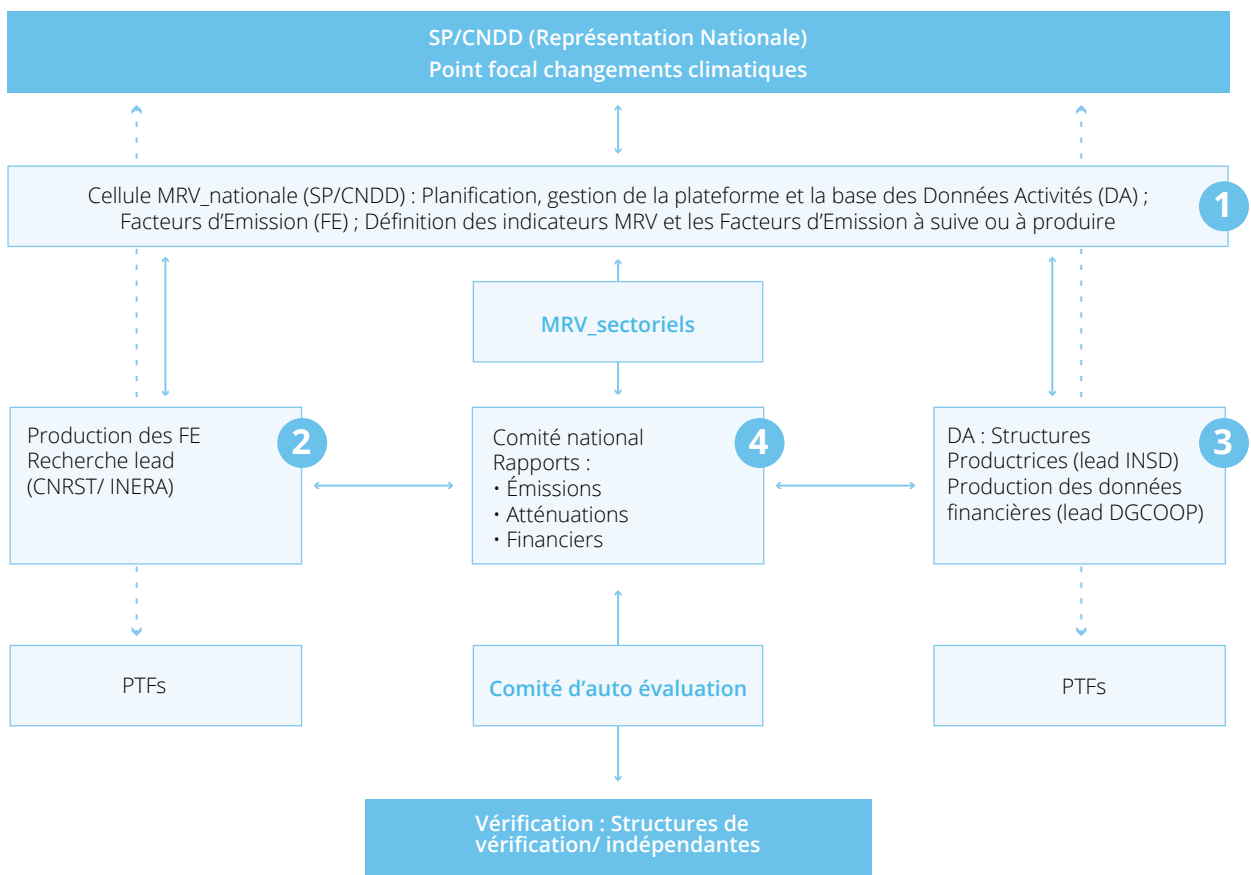 SP/CNDD (Représentation Nationale)
Point focal changements climatiques
Cellule MRV_nationale (SP/CNDD) : Planification, gestion de la plateforme et la base des Données Activités (DA) ;
Facteurs d'Emission (FE) ; Définition des indicateurs MRV et les Facteurs d'Emission à suive ou à produire
1
MRV_sectoriels
Production des FE
Recherche lead
(CNRST/ INERA)
2
Comité national
Rapports :
• Émissions
• Atténuations
• Financiers
4
DA : Structures
Productrices (lead INSD)
Production des données
financières (lead DGCOOP)
3
PTFs
Comité d'auto évaluation
PTFs
Vérification : Structures de
vérification/ indépendantes